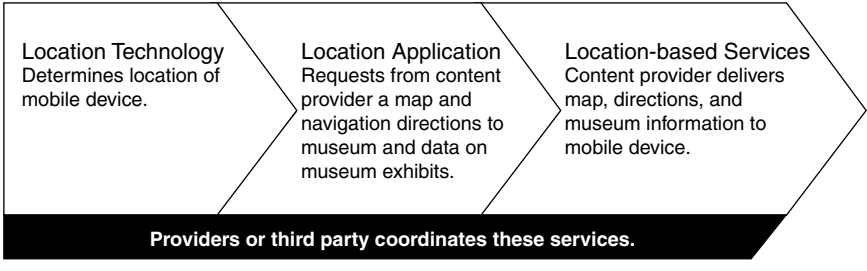 Location Technology
Determines location of
mobile device.
Location Application
Requests from content
provider a map and
navigation directions to
museum and data on
museum exhibits.
Location-based Services
Content provider delivers
map, directions, and
museum information to
mobile device.
Providers or third party coordinates these services.